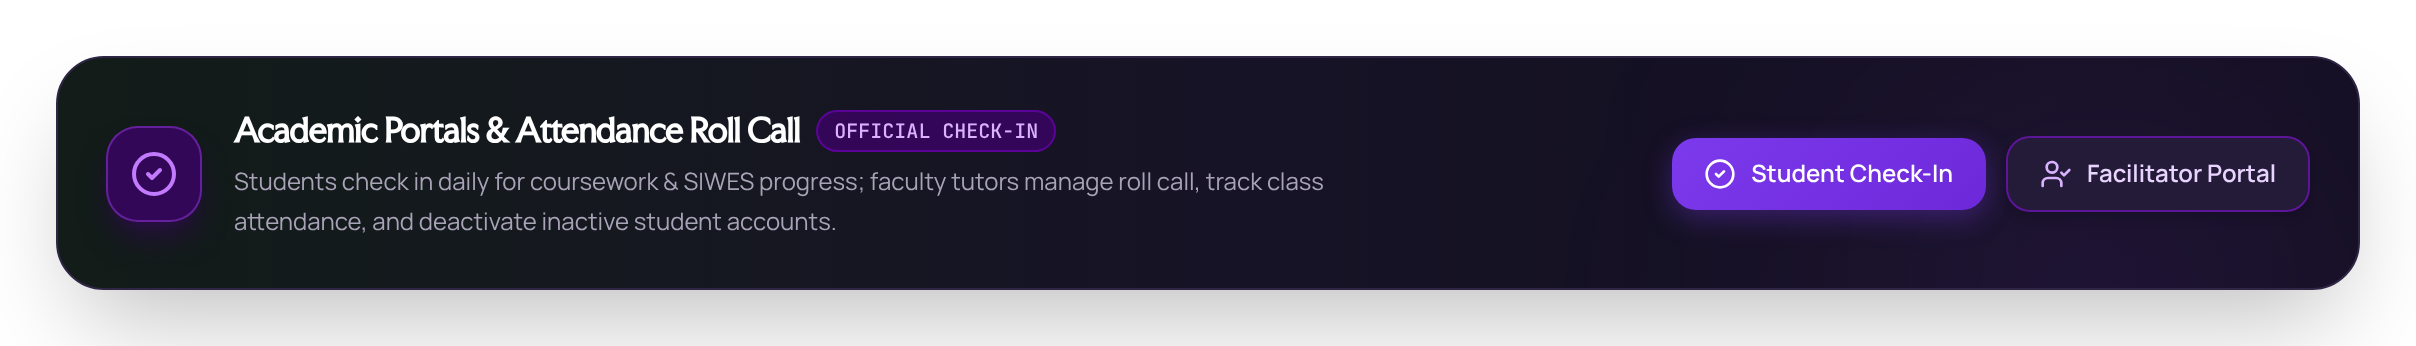 Academic Portals & Attendance Roll Call OFFICIAL CHECK-IN
Students check in daily for coursework & SIWES progress; faculty tutors manage roll call, track class
attendance, and deactivate inactive student accounts.
Student Check-In
Facilitator Portal